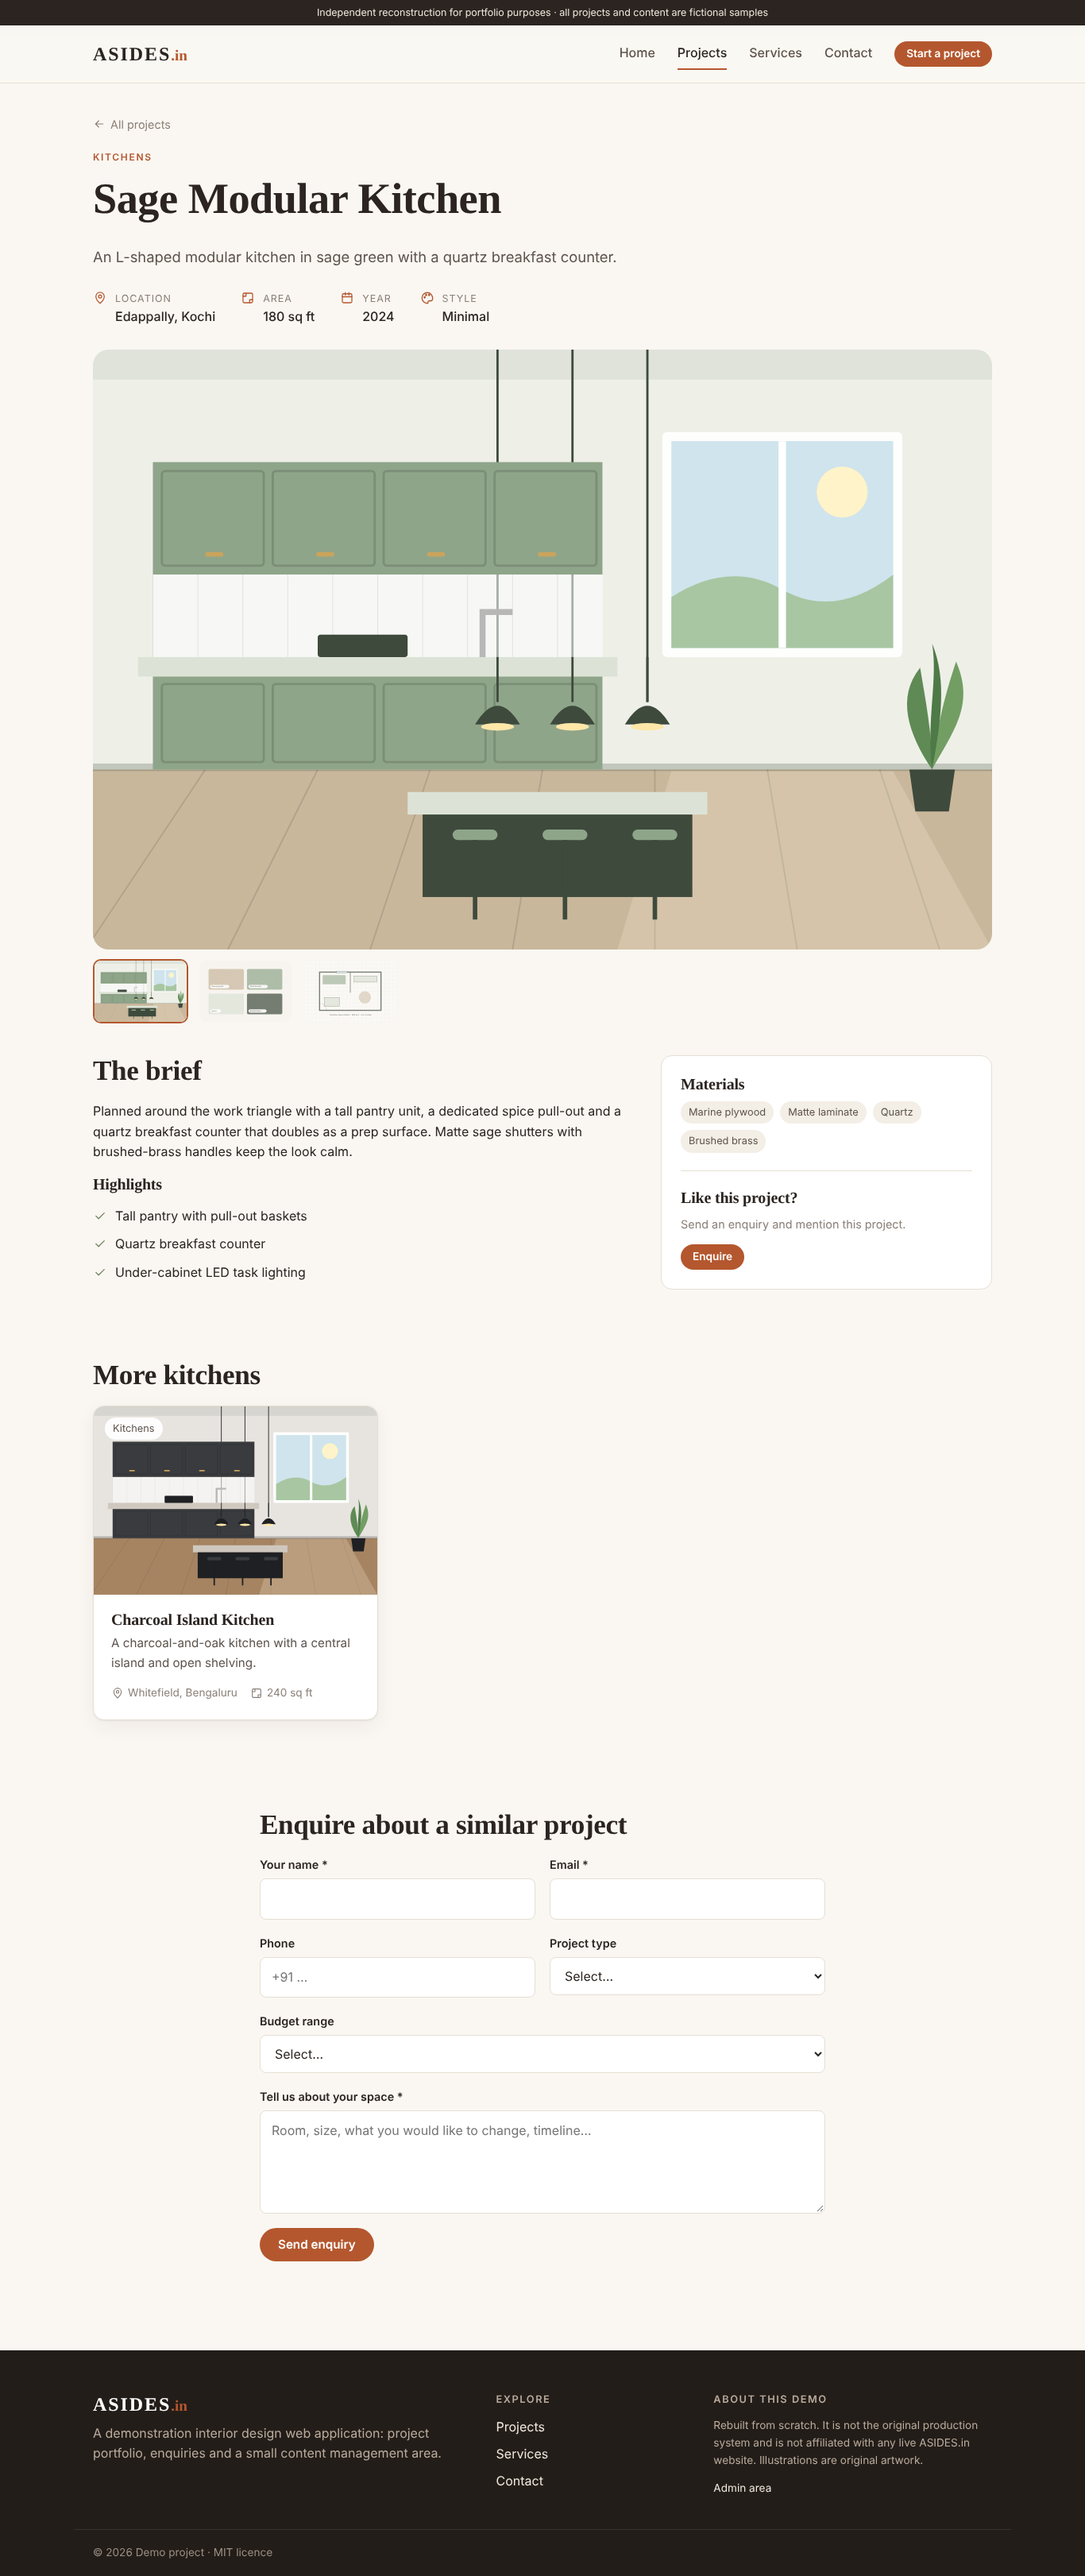 Independent reconstruction for portfolio purposes · all projects and content are fictional samples
ASIDES.in
Home
Projects
Services
Contact
Start a project
← All projects
KITCHENS
Sage Modular Kitchen
An L-shaped modular kitchen in sage green with a quartz breakfast counter.
LOCATION
Edappally, Kochi
AREA
180 sq ft
YEAR
2024
STYLE
Minimal
The brief
Planned around the work triangle with a tall pantry unit, a dedicated spice pull-out and a
quartz breakfast counter that doubles as a prep surface. Matte sage shutters with
brushed-brass handles keep the look calm.
Highlights
Tall pantry with pull-out baskets
Quartz breakfast counter
Under-cabinet LED task lighting
Materials
Marine plywood
Matte laminate
Quartz
Brushed brass
Like this project?
Send an enquiry and mention this project.
Enquire
More kitchens
Kitchens
Charcoal Island Kitchen
A charcoal-and-oak kitchen with a central
island and open shelving.
Whitefield, Bengaluru
240 sq ft
Enquire about a similar project
Your name *
Email *
Phone
+91 ...
Project type
Select...
Budget range
Select...
Tell us about your space *
Room, size, what you would like to change, timeline...
Send enquiry
ASIDES.in
A demonstration interior design web application: project
portfolio, enquiries and a small content management area.
EXPLORE
Projects
Services
Contact
ABOUT THIS DEMO
Rebuilt from scratch. It is not the original production
system and is not affiliated with any live ASIDES.in
website. Illustrations are original artwork.
Admin area
© 2026 Demo project · MIT licence